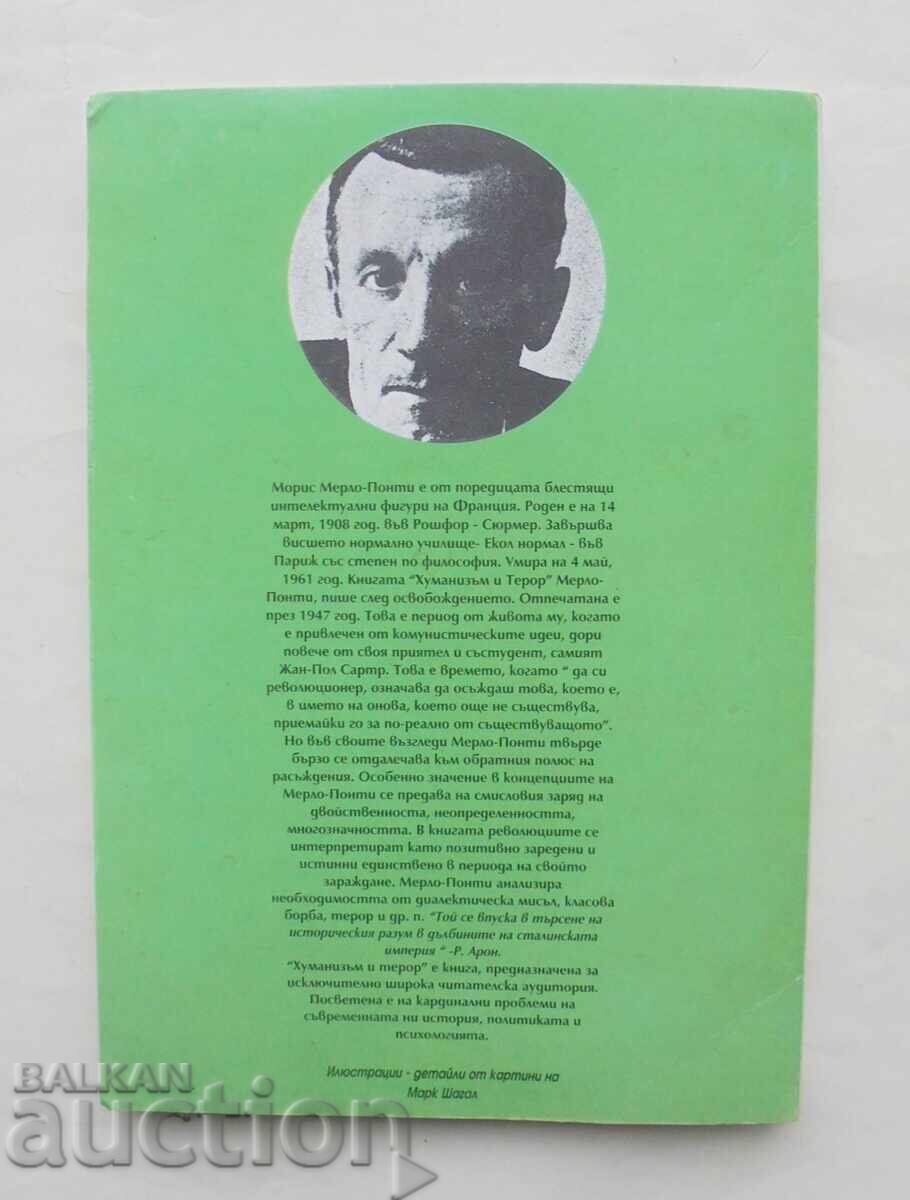 Морис Мерло-Понти е от поредицата блестящи
интелектуални фигури на Франция. Роден е на 14
март, 1908 год. във Рошфор - Сюрмер. Завършва
висшето нормално училище- Екол нормал - във
Париж със степен по философия. Умира на 4 май,
1961 год. Книгата “Хуманизъм и Терор” Мерло-
Понти, пише след освобождението. Отпечатана е
през 1947 год. Това е период от живота му, когато
е привлечен от комунистическите идеи, дори
повече от своя приятел и състудент, самият
Жан-Пол Сартр. Това е времето, когато “ да си
революционер, означава да осъждаш това, което е,
в името на онова, което още не съществува,
приемайки го за по-реално от съществуващото”.
Но във своите възгледи Мерло-Понти твърде
бързо се отдалечава към обратния полюс на
разсъждения. Особенно значение в концепциите на
Мерло-Понти се предава на смисловия заряд на
двойственноста, неопределенността,
многозначността. В книгата революциите се
интерпретират като позитивно заредени и
истинни единствено в периода на свойто
зараждане. Мерло-Понти анализира
необходимостта от диалектическа мисъл, класова
борба, терор и др. п. “Той се впуска в търсене на
историческия разум в дълбините на сталинската
империя “ -Р. Арон.
“Хуманизъм и терор” е книга, предназначена за
исключително широка читателска аудитория.
Посветена е на кардинални проблеми на
съвременната ни история, политиката и
психологията.
Илюстрации - детайли от картини на
Марк Шагал
BALKAN
auction